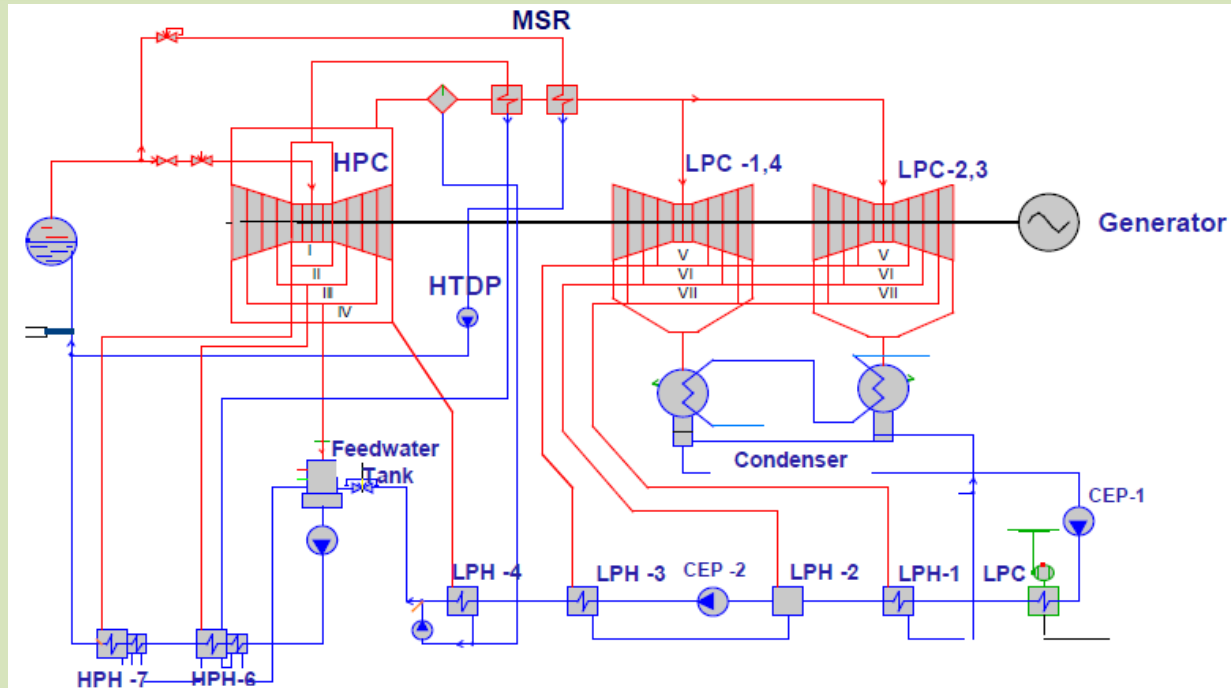 MSR
HPC
LPC -1,4
LPC-2,3
Generator
I
II
III
IV
V
VI
VII
V
VI
VII
HTDP
Feedwater
Tank
Condenser
CEP-1
LPH -4
LPH -3
CEP -2
LPH -2
LPH-1
LPC
HPH -7
HPH-6